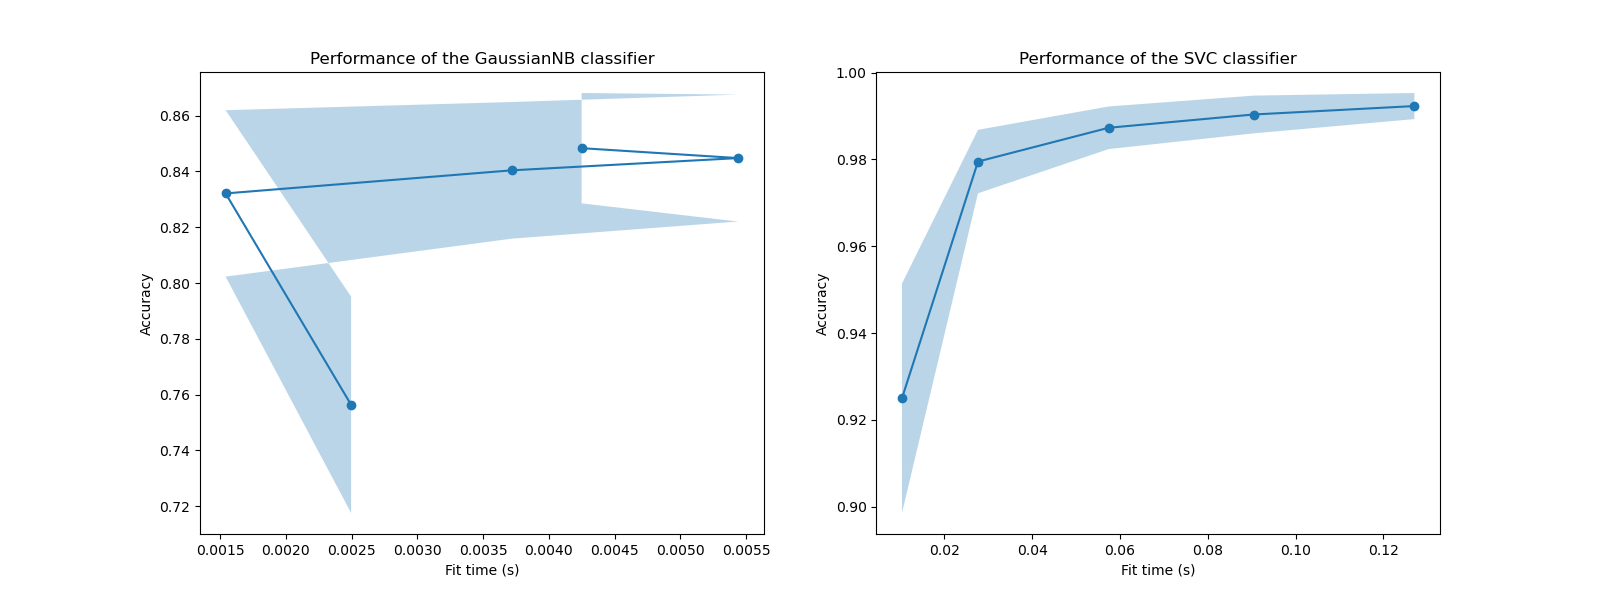 Performance of the GaussianNB classifier
Accuracy
0.86
0.84
0.82
0.80
0.78
0.76
0.74
0.72
0.0015 0.0020 0.0025 0.0030 0.0035 0.0040 0.0045 0.0050 0.0055
Fit time (s)
Performance of the SVC classifier
Accuracy
1.00
0.98
0.96
0.94
0.92
0.90
0.02 0.04 0.06 0.08 0.10 0.12
Fit time (s)